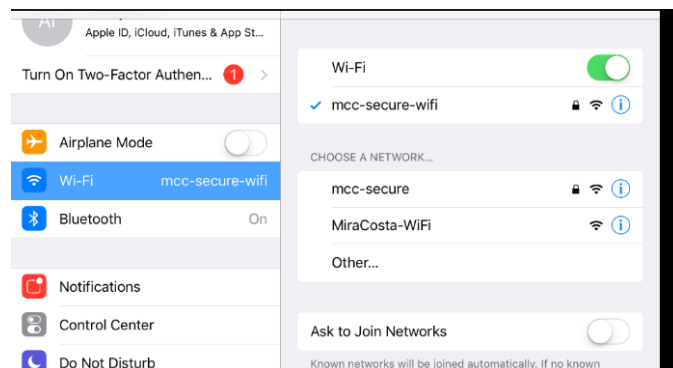 Apple ID, iCloud, iTunes & App St...
Turn On Two-Factor Authen... 1
Airplane Mode
Wi-Fi mcc-secure-wifi
Bluetooth On
Notifications
Control Center
Do Not Disturb
Wi-Fi
mcc-secure-wifi
CHOOSE A NETWORK...
mcc-secure
MiraCosta-WiFi
Other...
Ask to Join Networks
Known networks will be joined automatically. If no known